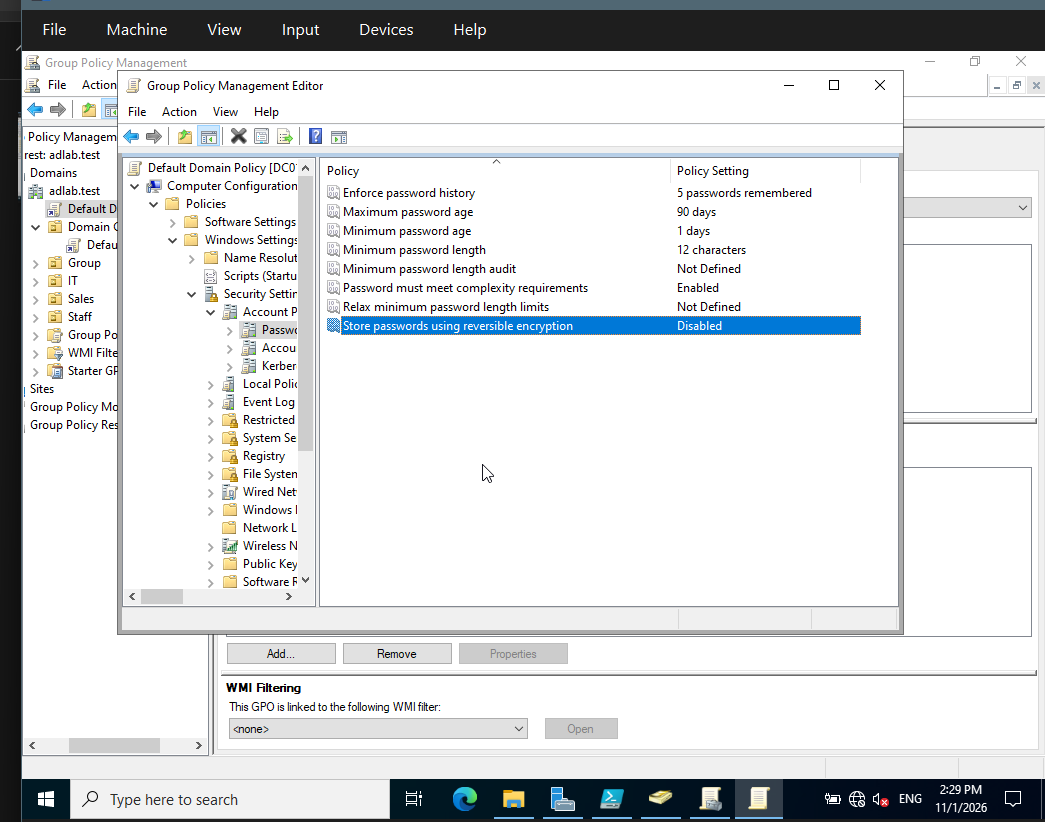 File Machine View Input Devices Help
Group Policy Management
File Action
Group Policy Management Editor
File Action View Help
Policy Managem
rest: adlab.test
Domains
adlab.test
Default D
Domain C
Defau
Group
IT
Sales
Staff
Group Po
WMI Filte
Starter GP
Sites
Group Policy Mo
Group Policy Res
Default Domain Policy [DC01
Computer Configuration
Policies
Software Settings
Windows Settings
Name Resolut
Scripts (Startu
Security Settin
Account P
Passwo
Accou
Kerber
Local Polic
Event Log
Restricted
System Se
Registry
File System
Wired Netw
Windows F
Network L
Wireless N
Public Key
Software R
Policy Policy Setting
Enforce password history 5 passwords remembered
Maximum password age 90 days
Minimum password age 1 days
Minimum password length 12 characters
Minimum password length audit Not Defined
Password must meet complexity requirements Enabled
Relax minimum password length limits Not Defined
Store passwords using reversible encryption Disabled
Add... Remove Properties
WMI Filtering
This GPO is linked to the following WMI filter:
<none> Open
Type here to search
ENG
2:29 PM
11/1/2026